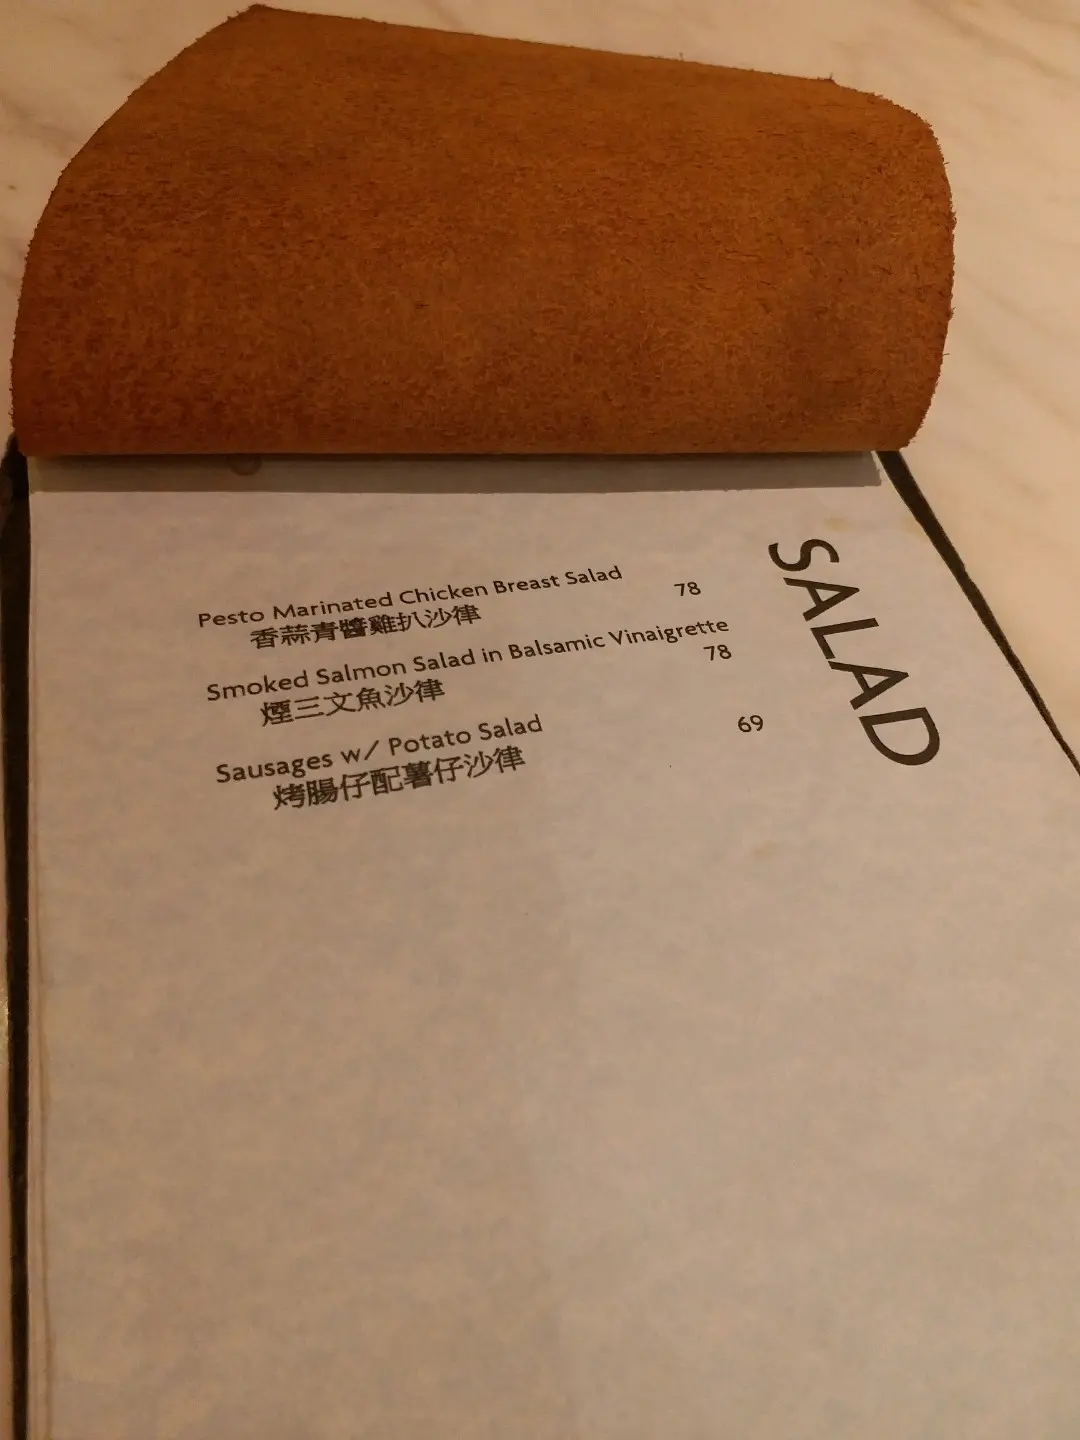 SALAD
Pesto Marinated Chicken Breast Salad 78
香蒜青醬雞扒沙律
Smoked Salmon Salad in Balsamic Vinaigrette 78
煙三文魚沙律
Sausages w/ Potato Salad 69
烤腸仔配薯仔沙律